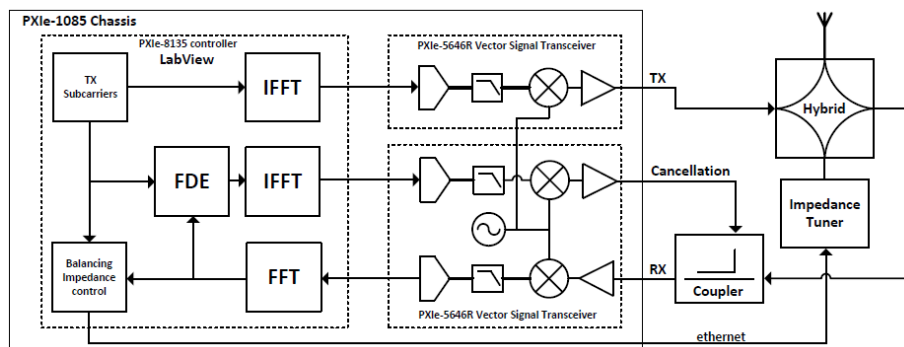 PXIe-1085 Chassis
PXIe-8135 controller
LabView
TX
Subcarriers
IFFT
FDE
IFFT
Balancing
Impedance
control
FFT
PXIe-5646R Vector Signal Transceiver
PXIe-5646R Vector Signal Transceiver
TX
Cancellation
RX
Hybrid
Impedance
Tuner
Coupler
ethernet